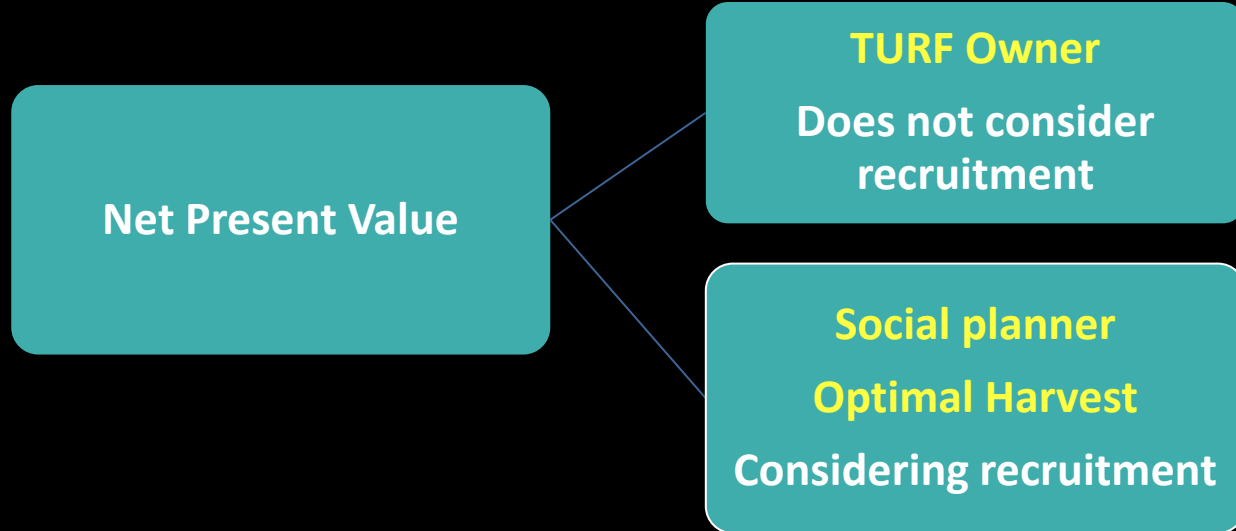 Net Present Value
TURF Owner
Does not consider
recruitment
Social planner
Optimal Harvest
Considering recruitment